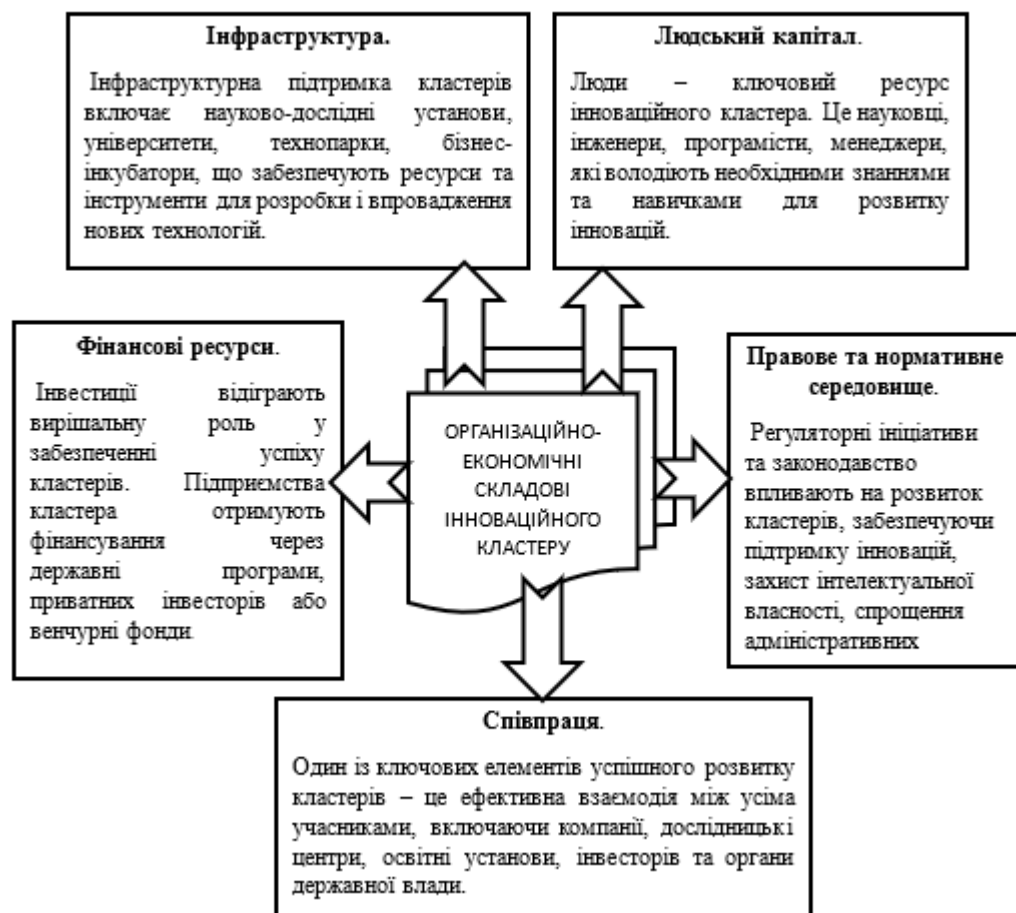 Інфраструктура.
Інфраструктурна підтримка кластерів
включає науково-дослідні установи,
університети, технопарки, бізнес-
інкубатори, що забезпечують ресурси та
інструменти для розробки і впровадження
нових технологій.
Людський капітал.
Люди – ключовий ресурс
інноваційного кластера. Це науковці,
інженери, програмісти, менеджери,
які володіють необхідними знаннями
та навичками для розвитку
інновацій.
Фінансові ресурси.
Інвестиції відіграють
вирішальну роль у
забезпеченні успіху
кластерів. Підприємства
кластера отримують
фінансування через
державні програми,
приватних інвесторів або
венчурні фонди
ОРГАНІЗАЦІЙНО-
ЕКОНОМІЧНІ
СКЛАДОВІ
ІННОВАЦІЙНОГО
КЛАСТЕРУ
Правове та нормативне
середовище.
Регуляторні ініціативи
та законодавство
впливають на розвиток
кластерів, забезпечуючи
підтримку інновацій,
захист інтелектуальної
власності, спрощення
адміністративних
Співпраця.
Один із ключових елементів успішного розвитку
кластерів – це ефективна взаємодія між усіма
учасниками, включаючи компанії, дослідницькі
центри, освітні установи, інвесторів та органи
державної влади.